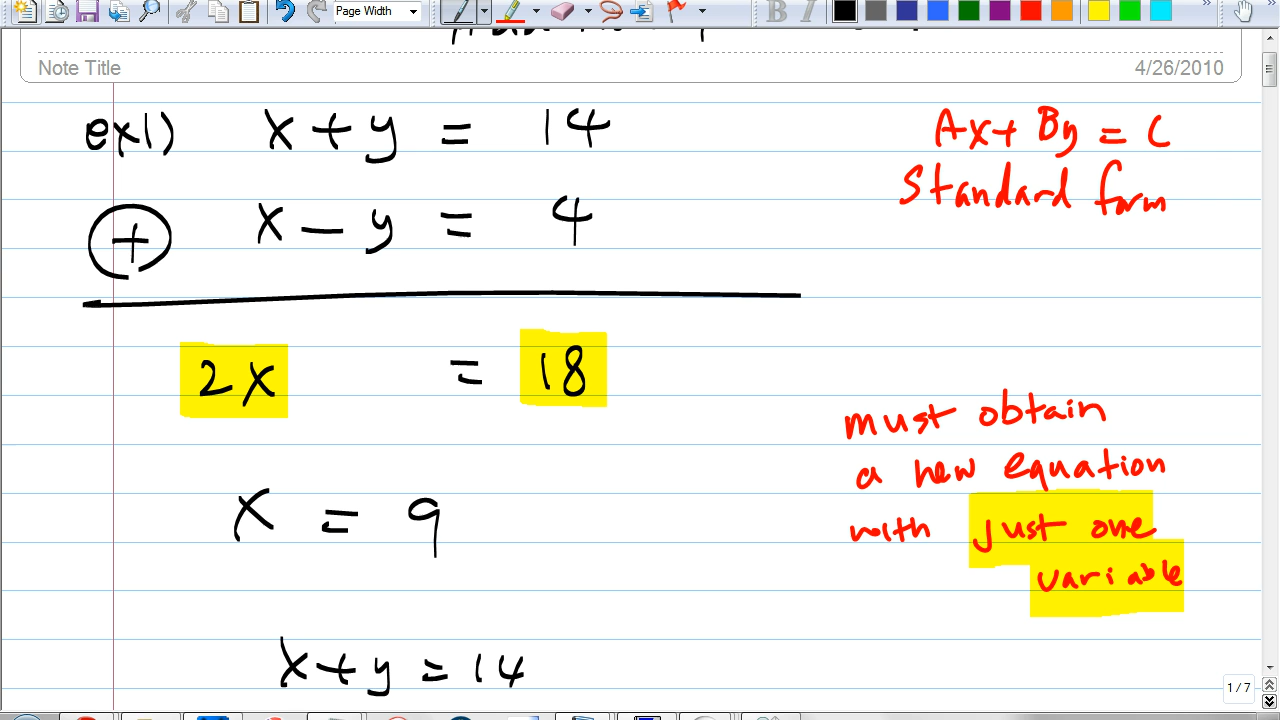 Page Width
B I
Note Title
4/26/2010
ex1) x + y = 14
Ax + By = C
Standard form
+ x - y = 4
2x = 18
must obtain
a new equation
with just one
variable
x = 9
x + y = 14
1 / 7